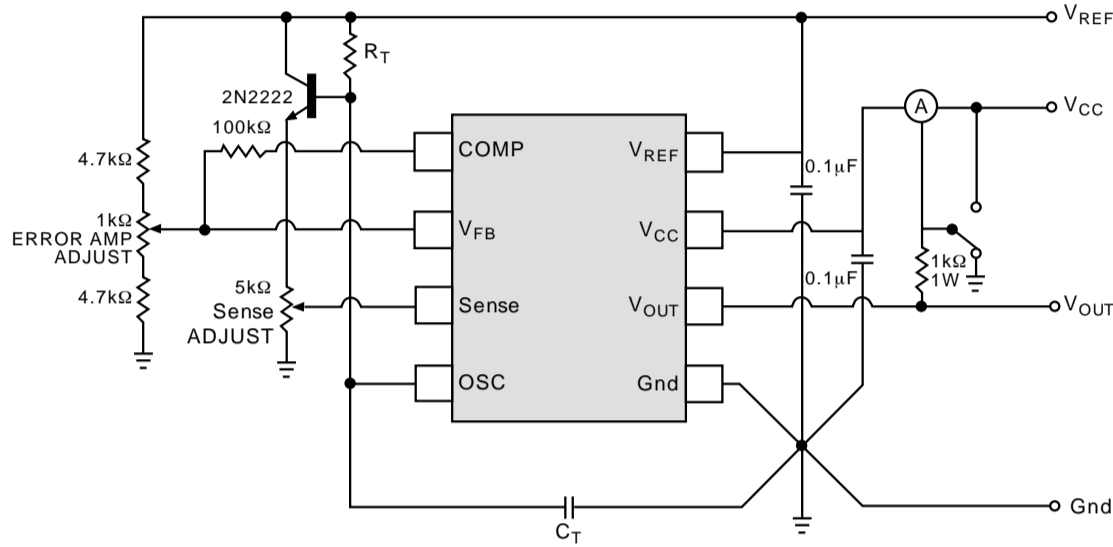 V_REF
R_T
A
V_CC
2N2222
100kΩ
COMP
V_REF
0.1µF
4.7kΩ
1kΩ
ERROR AMP
ADJUST
V_FB
V_CC
0.1µF
1kΩ
1W
4.7kΩ
5kΩ
Sense
ADJUST
Sense
V_OUT
V_OUT
OSC
Gnd
Gnd
C_T